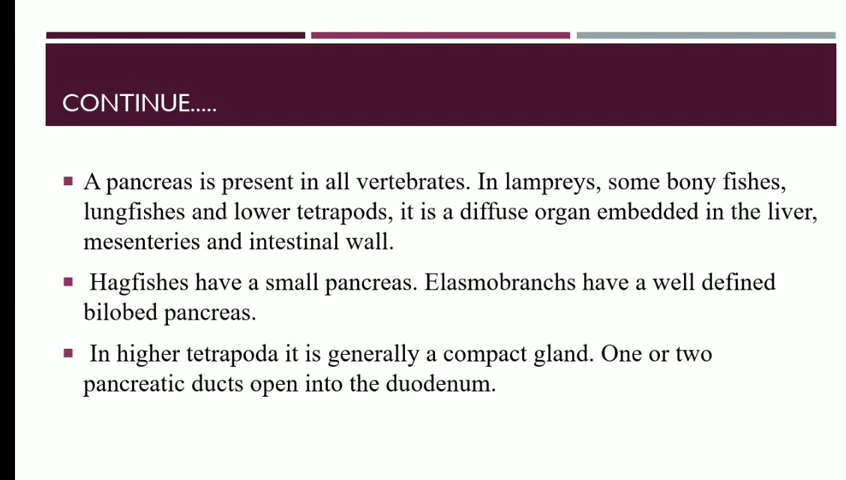 CONTINUE.....
A pancreas is present in all vertebrates. In lampreys, some bony fishes,
lungfishes and lower tetrapods, it is a diffuse organ embedded in the liver,
mesenteries and intestinal wall.
Hagfishes have a small pancreas. Elasmobranchs have a well defined
bilobed pancreas.
In higher tetrapoda it is generally a compact gland. One or two
pancreatic ducts open into the duodenum.